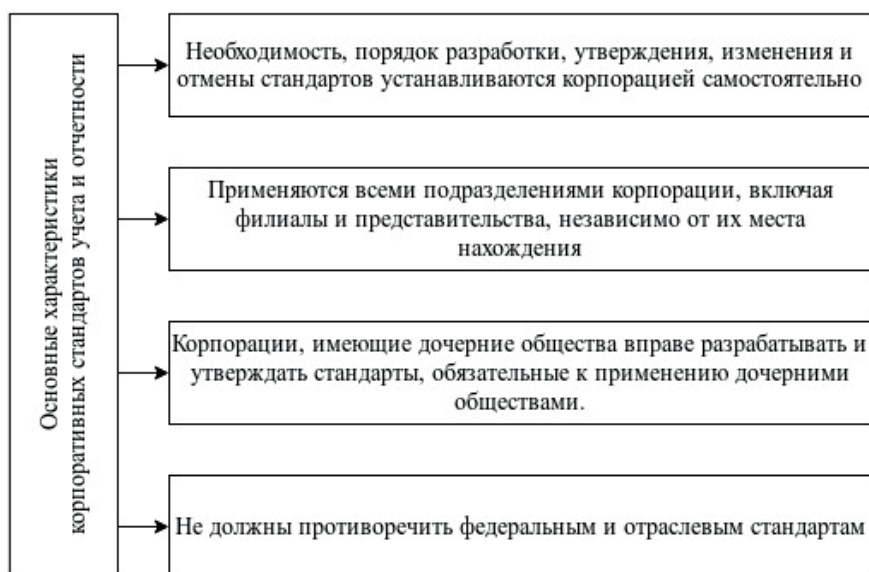 Основные характеристики
корпоративных стандартов учета и отчетности
Необходимость, порядок разработки, утверждения, изменения и
отмены стандартов устанавливаются корпорацией самостоятельно
Применяются всеми подразделениями корпорации, включая
филиалы и представительства, независимо от их места
нахождения
Корпорации, имеющие дочерние общества вправе разрабатывать и
утверждать стандарты, обязательные к применению дочерними
обществами.
Не должны противоречить федеральным и отраслевым стандартам